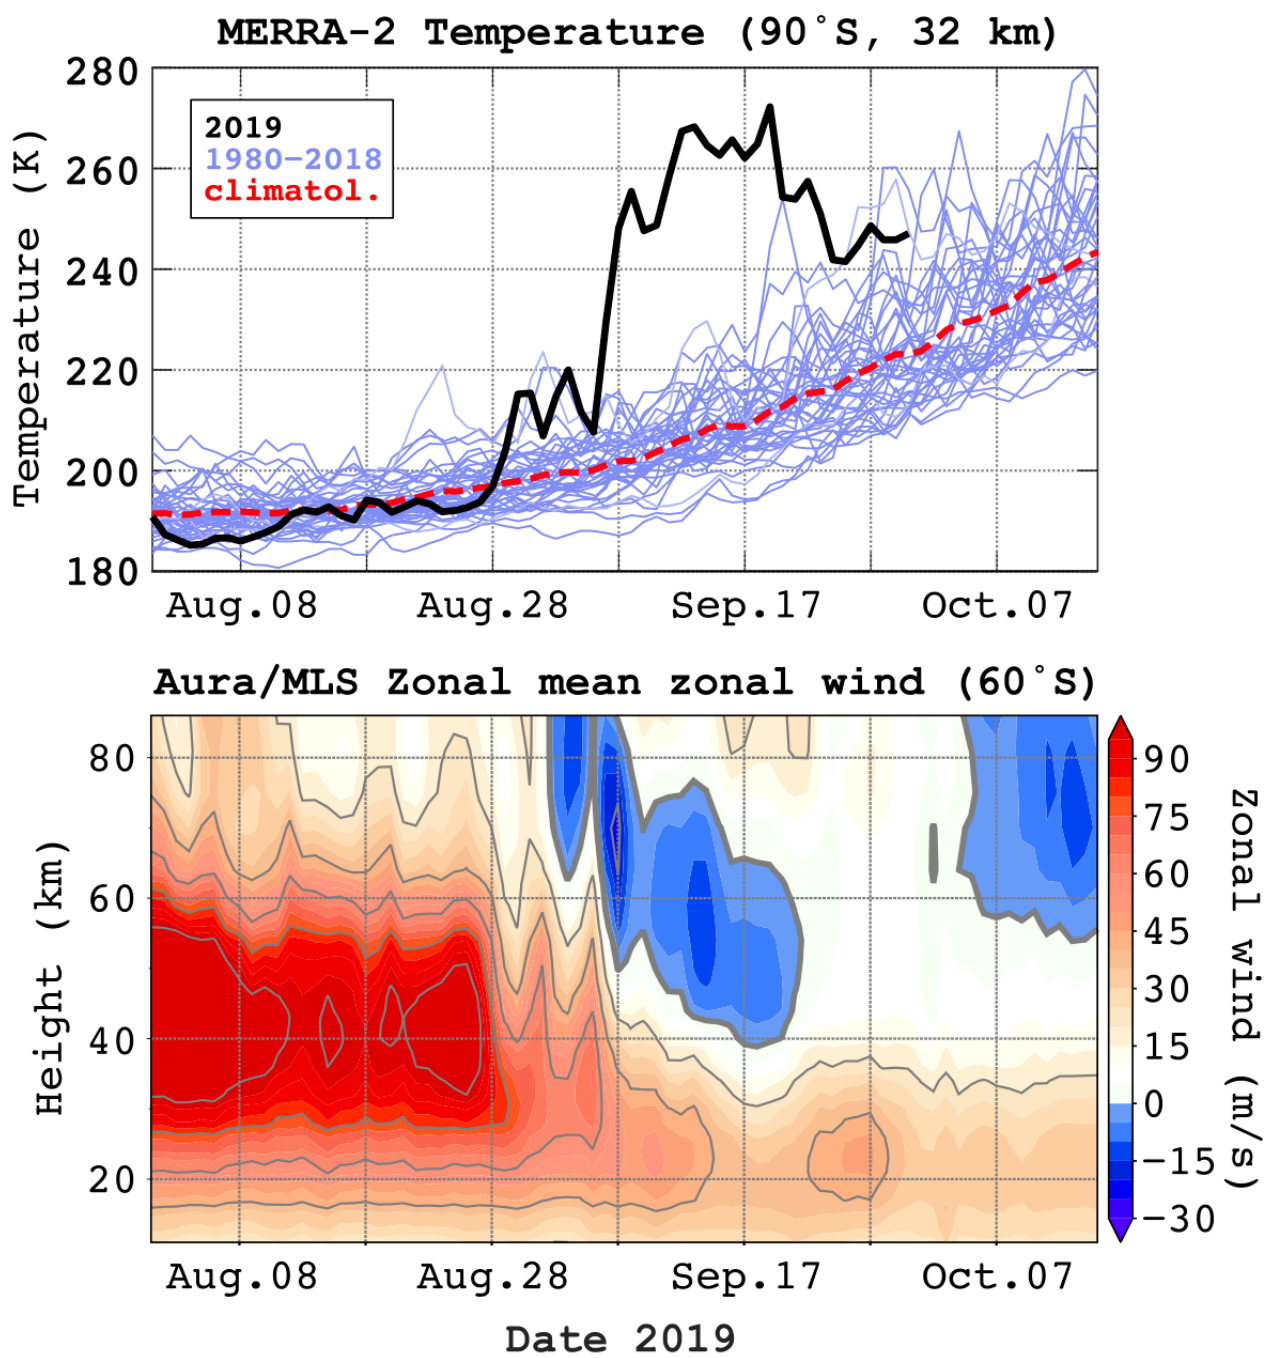 MERRA-2 Temperature (90°S, 32 km)
280
260
240
220
200
180
Temperature (K)
2019
1980−2018
climatol.
Aug.08 Aug.28 Sep.17 Oct.07
Aura/MLS Zonal mean zonal wind (60°S)
80
60
40
20
Height (km)
90
75
60
45
30
15
0
−15
−30
Zonal wind (m/s)
Aug.08 Aug.28 Sep.17 Oct.07
Date 2019